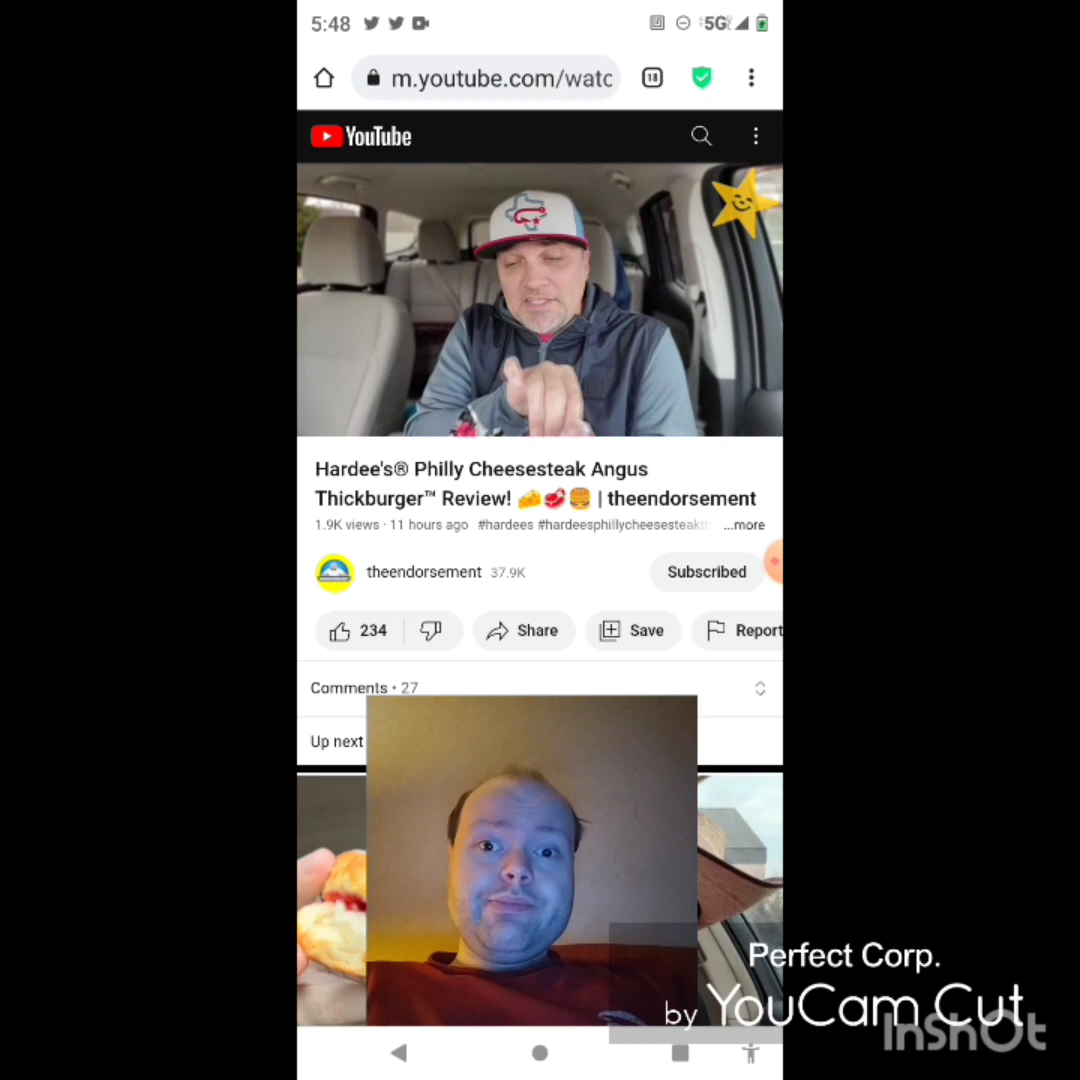 5:48
5G
m.youtube.com/watc
18
YouTube
Hardee's® Philly Cheesesteak Angus
Thickburger™ Review! 🧀🥩🍔 | theendorsement
1.9K views · 11 hours ago #hardees #hardeesphillycheesesteakth ...more
theendorsement 37.9K
Subscribed
234
Share
Save
Report
Comments • 27
Up next
Perfect Corp.
by YouCam Cut
InShOt